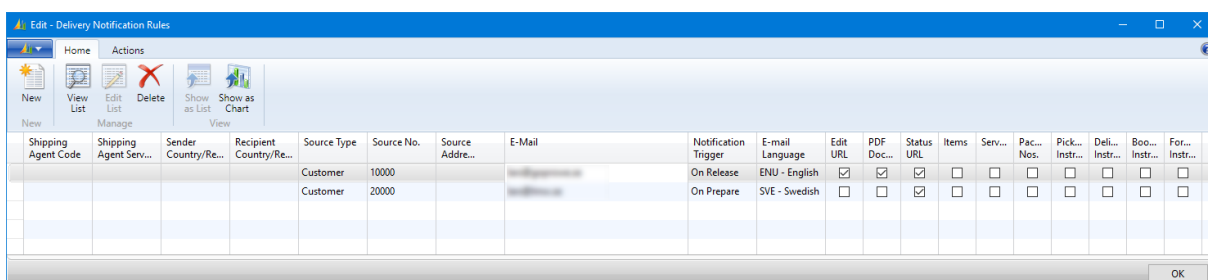 Edit - Delivery Notification Rules
Home Actions
New View List Edit List Delete Show as List Show as Chart
New Manage View
Shipping Agent Code Shipping Agent Serv... Sender Country/Re... Recipient Country/Re... Source Type Source No. Source Addre... E-Mail Notification Trigger E-mail Language Edit URL PDF Doc... Status URL Items Serv... Pac... Nos. Pick... Instr... Deli... Instr... Boo... Instr... For... Instr...
Customer 10000 On Release ENU - English
Customer 20000 On Prepare SVE - Swedish
OK